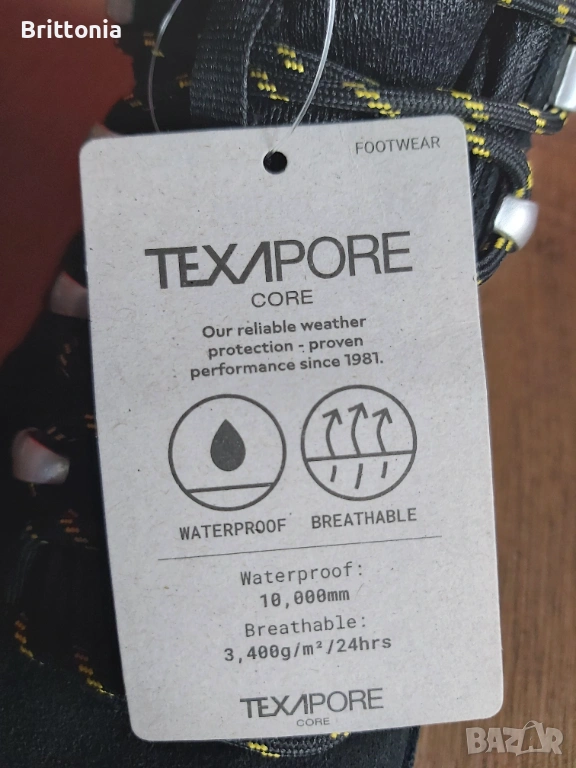 Brittonia
FOOTWEAR
TEXAPORE
CORE
Our reliable weather
protection - proven
performance since 1981.
WATERPROOF
BREATHABLE
Waterproof:
10,000mm
Breathable:
3,400g/m²/24hrs
TEXAPORE
CORE
BAZAR